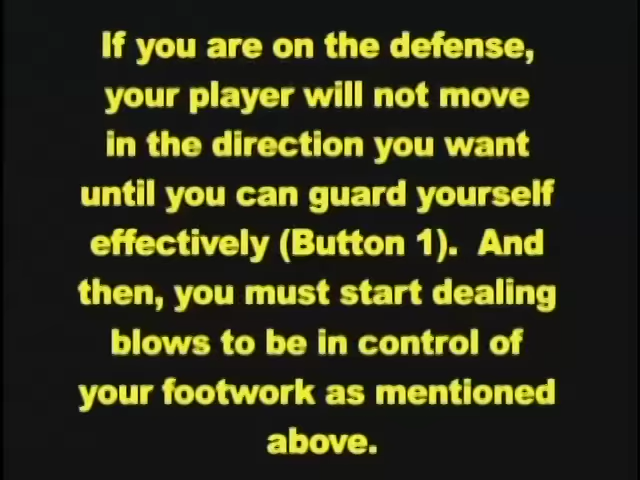 If you are on the defense,
your player will not move
in the direction you want
until you can guard yourself
effectively (Button 1).  And
then, you must start dealing
blows to be in control of
your footwork as mentioned
above.